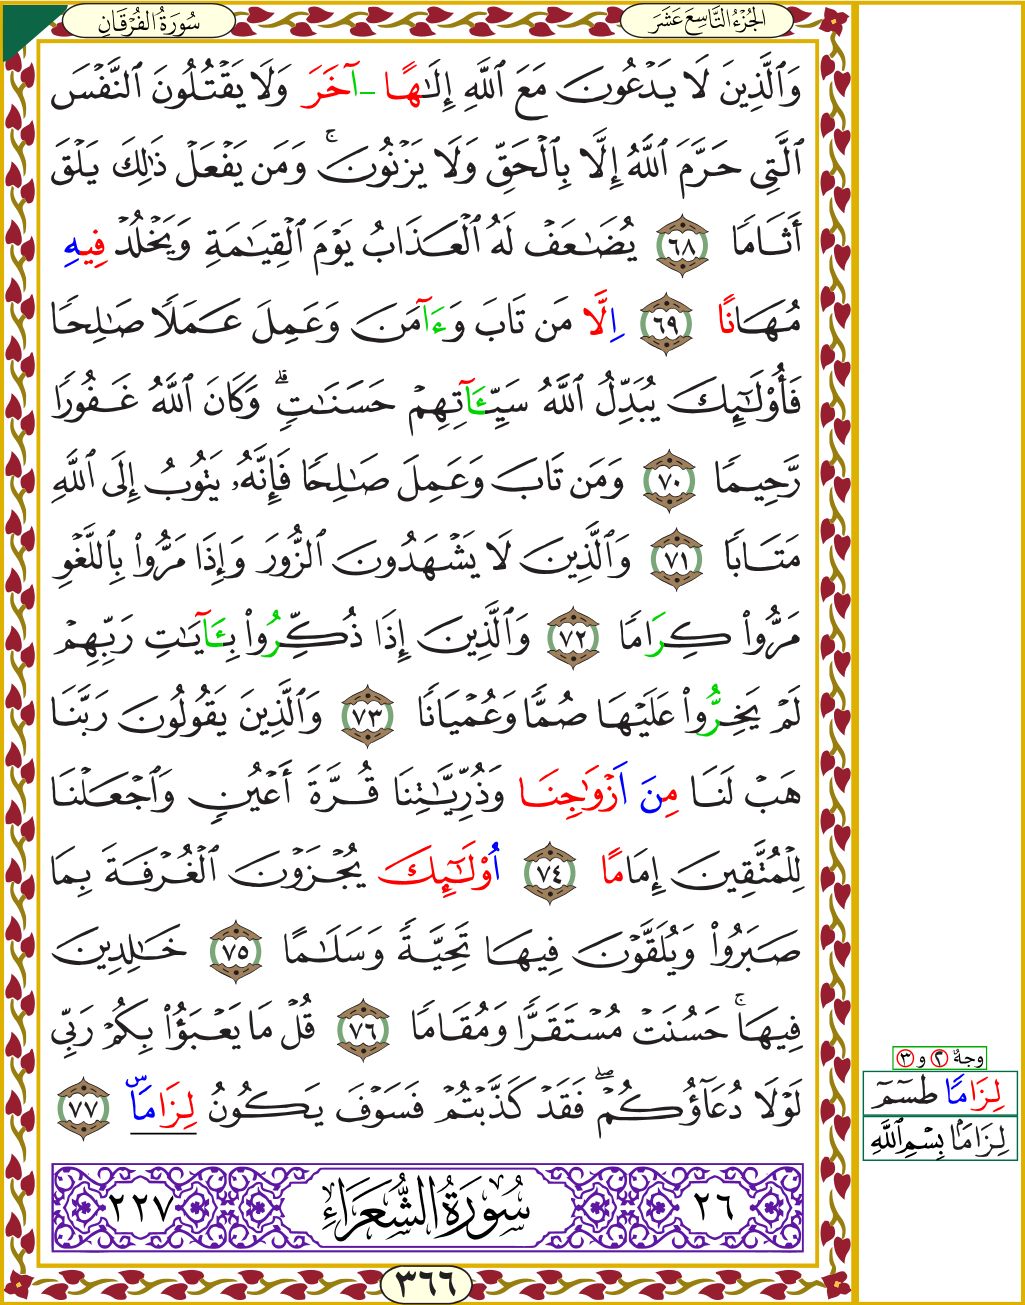 الجُزْءُ التَّاسِعَ عَشَرَ
سُورَةُ الفُرْقَانِ
وَٱلَّذِينَ لَا يَدْعُونَ مَعَ ٱللَّهِ إِلَٰهًا ءَاخَرَ وَلَا يَقْتُلُونَ ٱلنَّفْسَ
ٱلَّتِى حَرَّمَ ٱللَّهُ إِلَّا بِٱلْحَقِّ وَلَا يَزْنُونَ ۚ وَمَن يَفْعَلْ ذَٰلِكَ يَلْقَ
أَثَامًا ٦٨ يُضَٰعَفْ لَهُ ٱلْعَذَابُ يَوْمَ ٱلْقِيَٰمَةِ وَيَخْلُدْ فِيهِ
مُهَانًا ٦٩ اِلَّا مَن تَابَ وَءَآمَنَ وَعَمِلَ عَمَلًا صَٰلِحًا
فَأُوْلَٰٓئِكَ يُبَدِّلُ ٱللَّهُ سَيِّـَٔاتِهِمْ حَسَنَٰتٍ ۗ وَكَانَ ٱللَّهُ غَفُورًا
رَّحِيمًا ٧٠ وَمَن تَابَ وَعَمِلَ صَٰلِحًا فَإِنَّهُۥ يَتُوبُ إِلَى ٱللَّهِ
مَتَابًا ٧١ وَٱلَّذِينَ لَا يَشْهَدُونَ ٱلزُّورَ وَإِذَا مَرُّواْ بِٱللَّغْوِ
مَرُّواْ كِرَامًا ٧٢ وَٱلَّذِينَ إِذَا ذُكِّرُواْ بِـَٔايَٰتِ رَبِّهِمْ
لَمْ يَخِرُّواْ عَلَيْهَا صُمًّا وَعُمْيَانًا ٧٣ وَٱلَّذِينَ يَقُولُونَ رَبَّنَا
هَبْ لَنَا مِنَ اَزْوَٰجِنَا وَذُرِّيَّٰتِنَا قُرَّةَ أَعْيُنٍ وَٱجْعَلْنَا
لِلْمُتَّقِينَ إِمَامًا ٧٤ اُوْلَٰٓئِكَ يُجْزَوْنَ ٱلْغُرْفَةَ بِمَا
صَبَرُواْ وَيُلَقَّوْنَ فِيهَا تَحِيَّةً وَسَلَٰمًا ٧٥ خَٰلِدِينَ
فِيهَا ۚ حَسُنَتْ مُسْتَقَرًّا وَمُقَامًا ٧٦ قُلْ مَا يَعْبَؤُاْ بِكُمْ رَبِّى
لَوْلَا دُعَآؤُكُمْ ۖ فَقَدْ كَذَّبْتُمْ فَسَوْفَ يَكُونُ لِزَامًۢا ٧٧
٢٦ سُورَةُ الشُّعَرَاءِ ٢٢٧
٣٦٦
وجهٌ ٢ و ٣
لِزَامًا طسٓمٓ
لِزَامًۢا بِسْمِ ٱللَّهِ